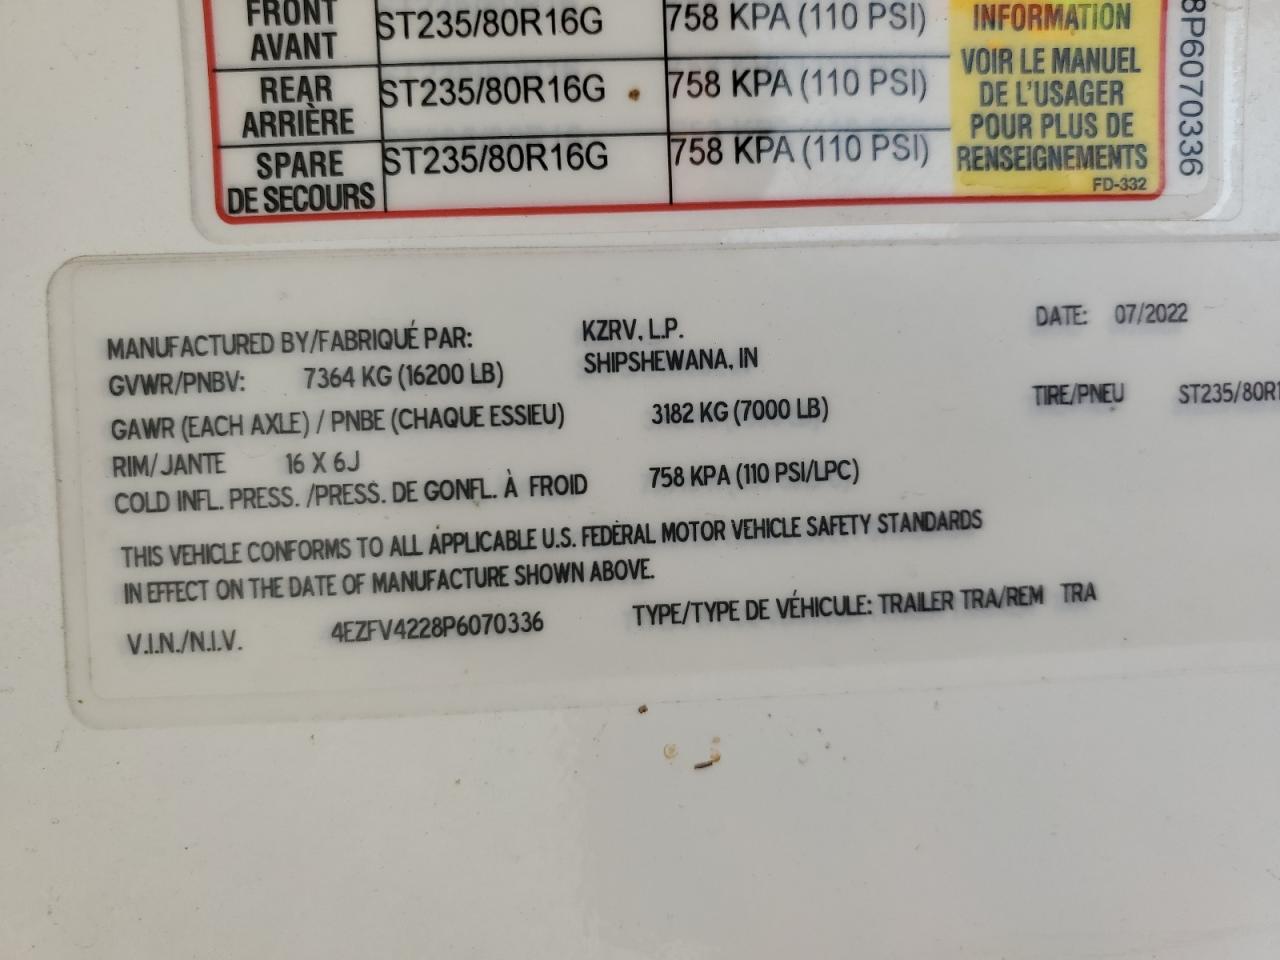 FRONT ST235/80R16G 758 KPA (110 PSI) INFORMATION
AVANT
VOIR LE MANUEL
REAR ST235/80R16G 758 KPA (110 PSI) DE L'USAGER
ARRIÈRE
POUR PLUS DE
SPARE ST235/80R16G 758 KPA (110 PSI) RENSEIGNEMENTS
DE SECOURS
FD-332
8P6070336
MANUFACTURED BY/FABRIQUÉ PAR: KZRV, L.P. DATE: 07/2022
SHIPSHEWANA, IN
GVWR/PNBV: 7364 KG (16200 LB)
GAWR (EACH AXLE) / PNBE (CHAQUE ESSIEU) 3182 KG (7000 LB) TIRE/PNEU ST235/80R1
RIM/JANTE 16 X 6J
COLD INFL. PRESS. /PRESS. DE GONFL. À FROID 758 KPA (110 PSI/LPC)
THIS VEHICLE CONFORMS TO ALL APPLICABLE U.S. FEDERAL MOTOR VEHICLE SAFETY STANDARDS
IN EFFECT ON THE DATE OF MANUFACTURE SHOWN ABOVE.
V.I.N./N.I.V. 4EZFV4228P6070336 TYPE/TYPE DE VÉHICULE: TRAILER TRA/REM TRA